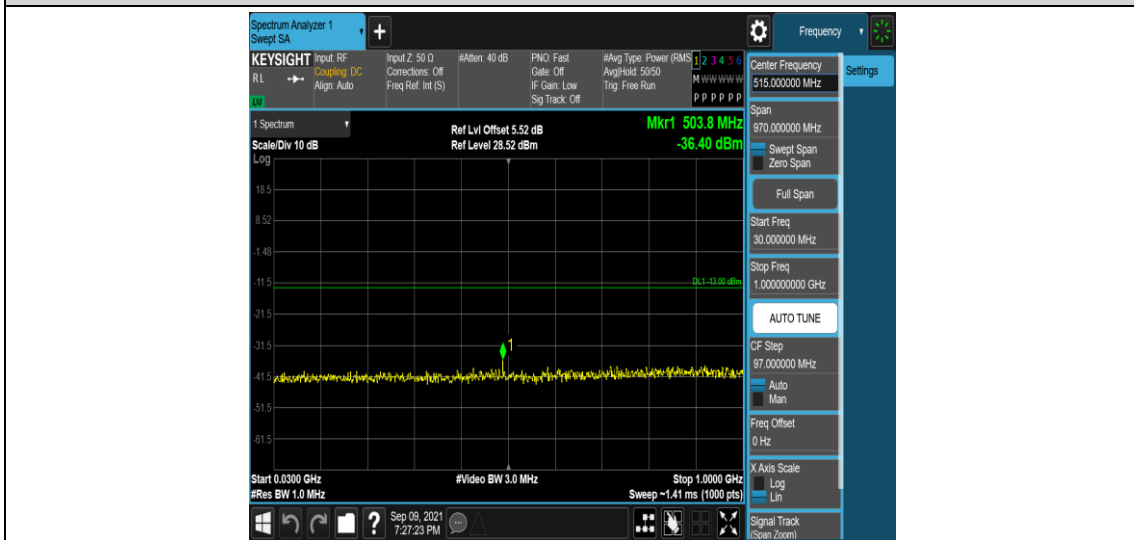 Spectrum Analyzer 1
Swept SA
+
Frequency
KEYSIGHT
RL
LXI
Input: RF
Coupling: DC
Align: Auto
Input Z: 50 Ω
Corrections: Off
Freq Ref: Int (S)
#Atten: 40 dB
PNO: Fast
Gate: Off
IF Gain: Low
Sig Track: Off
#Avg Type: Power (RMS
Avg|Hold: 50/50
Trig: Free Run
1 2 3 4 5 6
M W W W W W
P P P P P P
Center Frequency
515.000000 MHz
Settings
Span
970.000000 MHz
Swept Span
Zero Span
Full Span
Start Freq
30.000000 MHz
Stop Freq
1.000000000 GHz
AUTO TUNE
CF Step
97.000000 MHz
Auto
Man
Freq Offset
0 Hz
X Axis Scale
Log
Lin
Signal Track
(Span Zoom)
1 Spectrum
Scale/Div 10 dB
Log
Ref Lvl Offset 5.52 dB
Ref Level 28.52 dBm
Mkr1 503.8 MHz
-36.40 dBm
18.5
8.52
-1.48
-11.5
DL1 -13.00 dBm
-21.5
-31.5
1
-41.5
-51.5
-61.5
Start 0.0300 GHz
#Video BW 3.0 MHz
Stop 1.0000 GHz
#Res BW 1.0 MHz
Sweep ~1.41 ms (1000 pts)
?
Sep 09, 2021
7:27:23 PM